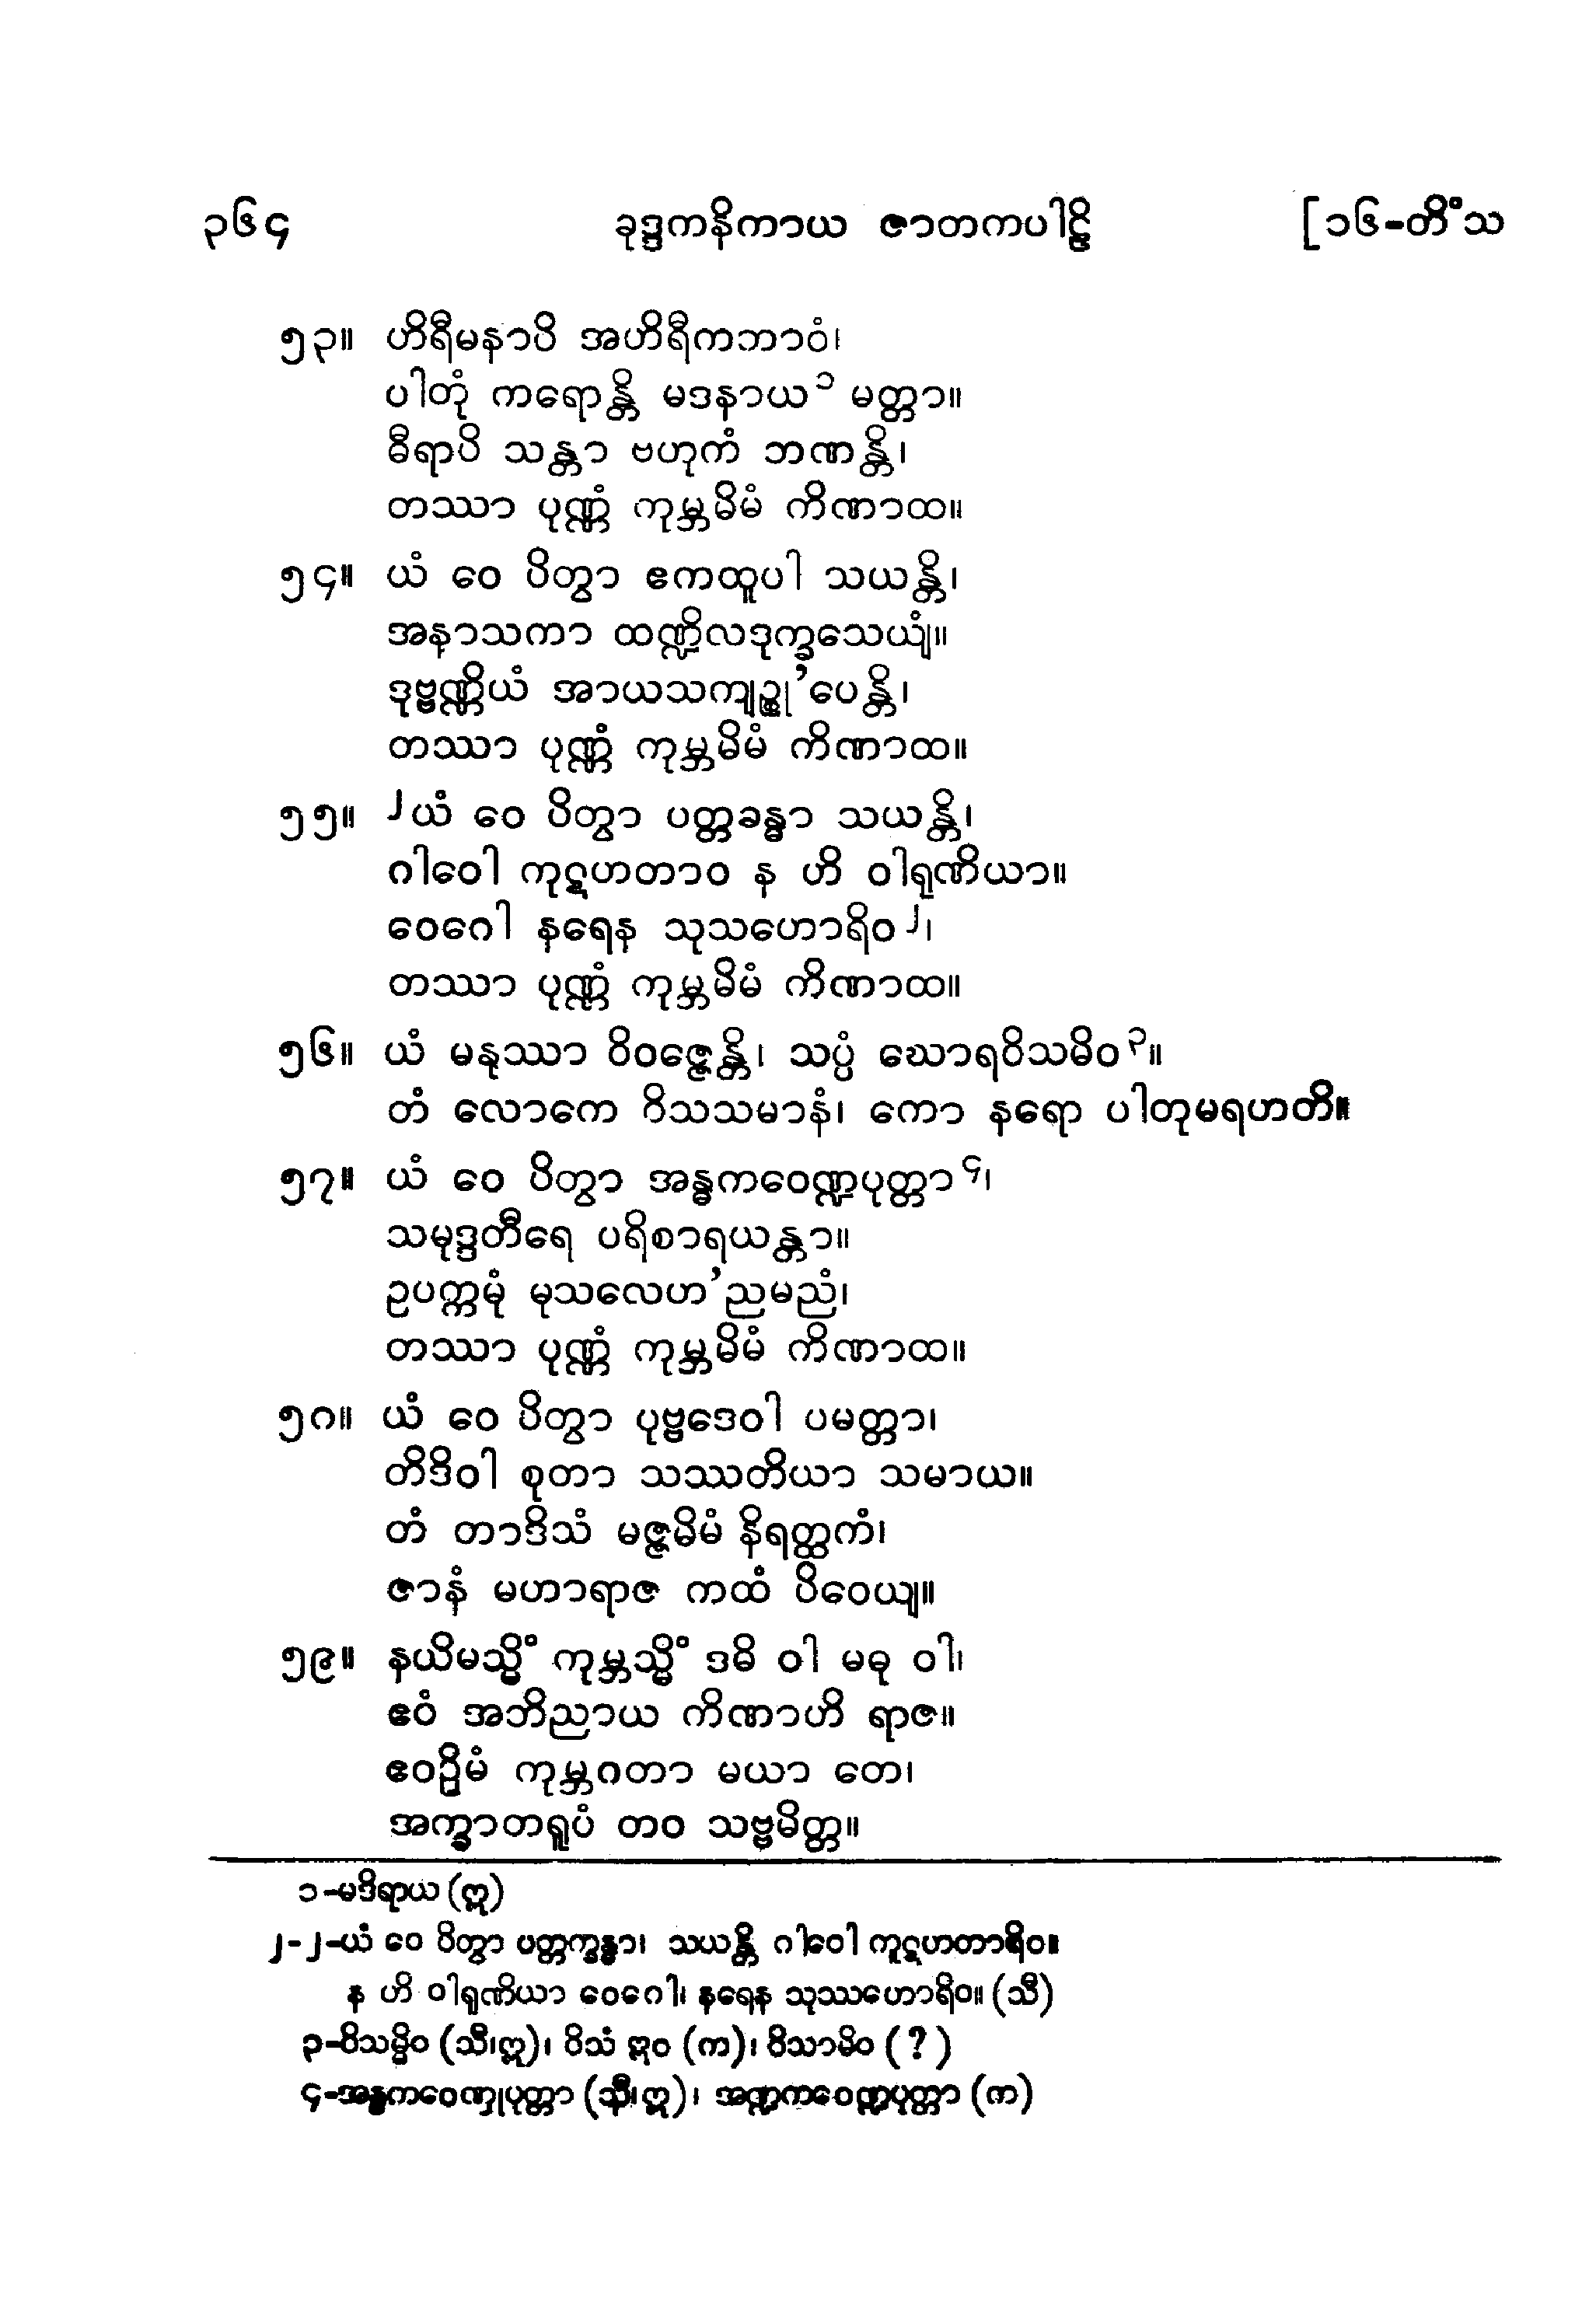 ၃၆၄ ခုဒ္ဒကနိကာယ ဇာတကပါဠိ [၁၆-တိံသ
၅၃။ ဟိရီမနာပိ အဟိရီကဘာဝံ၊
ပါတုံ ကရောန္တိ မဒနာယ၁ မတ္တာ။
ဓီရာပိ သန္တာ ဗဟုကံ ဘဏန္တိ၊
တဿာ ပုဏ္ဏံ ကုမ္ဘမိမံ ကိဏာထ။
၅၄။ ယံ ဝေ ပိတွာ ဧကထူပါ သယန္တိ၊
အနာသကာ ထဏ္ဍိလဒုက္ခသေယျံ။
ဒုဗ္ဗဏ္ဏိယံ အာယသကျဉ္စု’ပေန္တိ၊
တဿာ ပုဏ္ဏံ ကုမ္ဘမိမံ ကိဏာထ။
၅၅။ ၂ယံ ဝေ ပိတွာ ပတ္တခန္ဓာ သယန္တိ၊
ဂါဝေါ ကုဋဟတာဝ န ဟိ ဝါရုဏိယာ။
ဝေဂေါ နရေန သုသဟောရိဝ၂၊
တဿာ ပုဏ္ဏံ ကုမ္ဘမိမံ ကိဏာထ။
၅၆။ ယံ မနုဿာ ဝိဝဇ္ဇေန္တိ၊ သပ္ပံ ဃောရဝိသမိဝ၃။
တံ လောကေ ဝိသသမာနံ၊ ကော နရော ပါတုမရဟတိ။
၅၇။ ယံ ဝေ ပိတွာ အန္ဓကဝေဏ္ဍပုတ္တာ၄၊
သမုဒ္ဒတီရေ ပရိစာရယန္တာ။
ဥပက္ကမုံ မုသလေဟ’ညမညံ၊
တဿာ ပုဏ္ဏံ ကုမ္ဘမိမံ ကိဏာထ။
၅၈။ ယံ ဝေ ပိတွာ ပုဗ္ဗဒေဝါ ပမတ္တာ၊
တိဒိဝါ စုတာ သဿတိယာ သမာယ။
တံ တာဒိသံ မဇ္ဇမိမံ နိရတ္ထကံ၊
ဇာနံ မဟာရာဇ ကထံ ပိဝေယျ။
၅၉။ နယိမသ္မိံ ကုမ္ဘသ္မိံ ဒဓိ ဝါ မဓု ဝါ၊
ဧဝံ အဘိညာယ ကိဏာဟိ ရာဇ။
ဧဝဉှိမံ ကုမ္ဘဂတာ မယာ တေ၊
အက္ခာတရူပံ တဝ သဗ္ဗမိတ္တ။
၁-မဒိရာယ (ဣ)
၂-၂-ယံ ဝေ ပိတွာ ပတ္တက္ခန္ဓာ၊ သယန္တိ ဂါဝေါ ကူဋဟတာရိဝ။
န ဟိ ဝါရုဏိယာ ဝေဂေါ၊ နရေန သုဿဟောရိဝ။ (သီ)
၃-ဝိသမ္မိဝ (သီ၊ဣ)၊ ဝိသံ ဣဝ (က)၊ ဝိသာမိဝ (?)
၄-အန္ဓကဝေဏှုပုတ္တာ (သီ၊ဣ)၊ အဏ္ဍကဝေဏ္ဍပုတ္တာ (က)